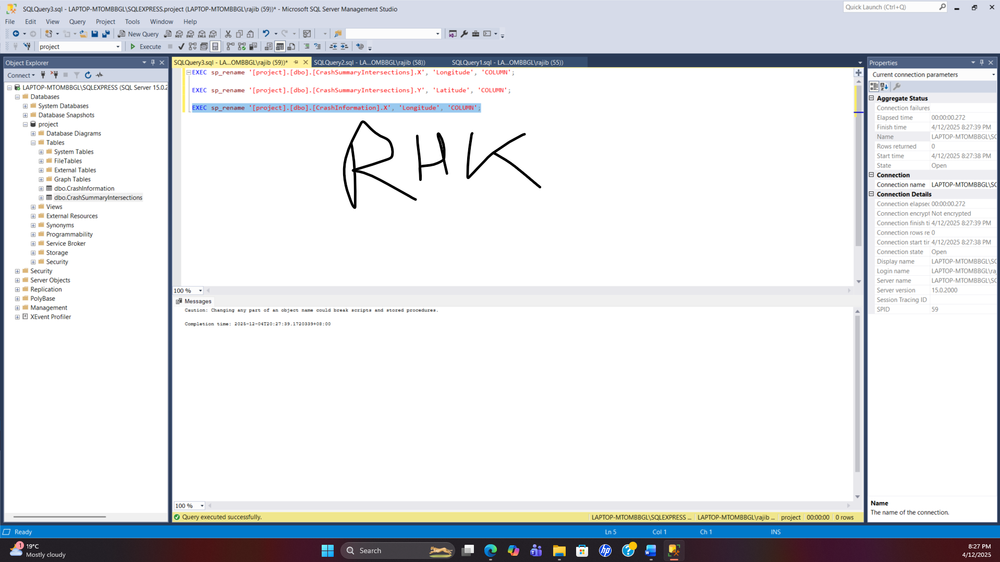 SQLQuery3.sql - LAPTOP-MTOMBBGL\SQLEXPRESS.project (LAPTOP-MTOMBBGL\rajib (59))* - Microsoft SQL Server Management Studio
Quick Launch (Ctrl+Q)
File Edit View Query Project Tools Window Help
New Query
project
Execute
Object Explorer
Connect
LAPTOP-MTOMBBGL\SQLEXPRESS (SQL Server 15.0.2
Databases
System Databases
Database Snapshots
project
Database Diagrams
Tables
System Tables
FileTables
External Tables
Graph Tables
dbo.CrashInformation
dbo.CrashSummaryIntersections
Views
External Resources
Synonyms
Programmability
Service Broker
Storage
Security
Security
Server Objects
Replication
PolyBase
Management
XEvent Profiler
SQLQuery3.sql - LA...OMBBGL\rajib (59))*
SQLQuery2.sql - LA...OMBBGL\rajib (58))
SQLQuery1.sql - LA...OMBBGL\rajib (55))
EXEC sp_rename '[project].[dbo].[CrashSummaryIntersections].X', 'Longitude', 'COLUMN';
EXEC sp_rename '[project].[dbo].[CrashSummaryIntersections].Y', 'Latitude', 'COLUMN';
EXEC sp_rename '[project].[dbo].[CrashInformation].X', 'Longitude', 'COLUMN';
RHK
100 %
Messages
Caution: Changing any part of an object name could break scripts and stored procedures.
Completion time: 2025-12-04T20:27:39.1720339+08:00
100 %
Query executed successfully.
LAPTOP-MTOMBBGL\SQLEXPRESS ... LAPTOP-MTOMBBGL\rajib ... project 00:00:00 0 rows
Properties
Current connection parameters
Aggregate Status
Connection failures
Elapsed time 00:00:00.272
Finish time 4/12/2025 8:27:39 PM
Name LAPTOP-MTOMBBGL\SC
Rows returned 0
Start time 4/12/2025 8:27:38 PM
State Open
Connection
Connection name LAPTOP-MTOMBBGL\SC
Connection Details
Connection elapsec 00:00:00.272
Connection encrypt Not encrypted
Connection finish ti 4/12/2025 8:27:39 PM
Connection rows re 0
Connection start tir 4/12/2025 8:27:38 PM
Connection state Open
Display name LAPTOP-MTOMBBGL\SC
Login name LAPTOP-MTOMBBGL\ra
Server name LAPTOP-MTOMBBGL\SC
Server version 15.0.2000
Session Tracing ID
SPID 59
Name
The name of the connection.
Ready
Ln 5 Col 1 Ch 1 INS
1
19°C
Mostly cloudy
Search
8:27 PM
4/12/2025